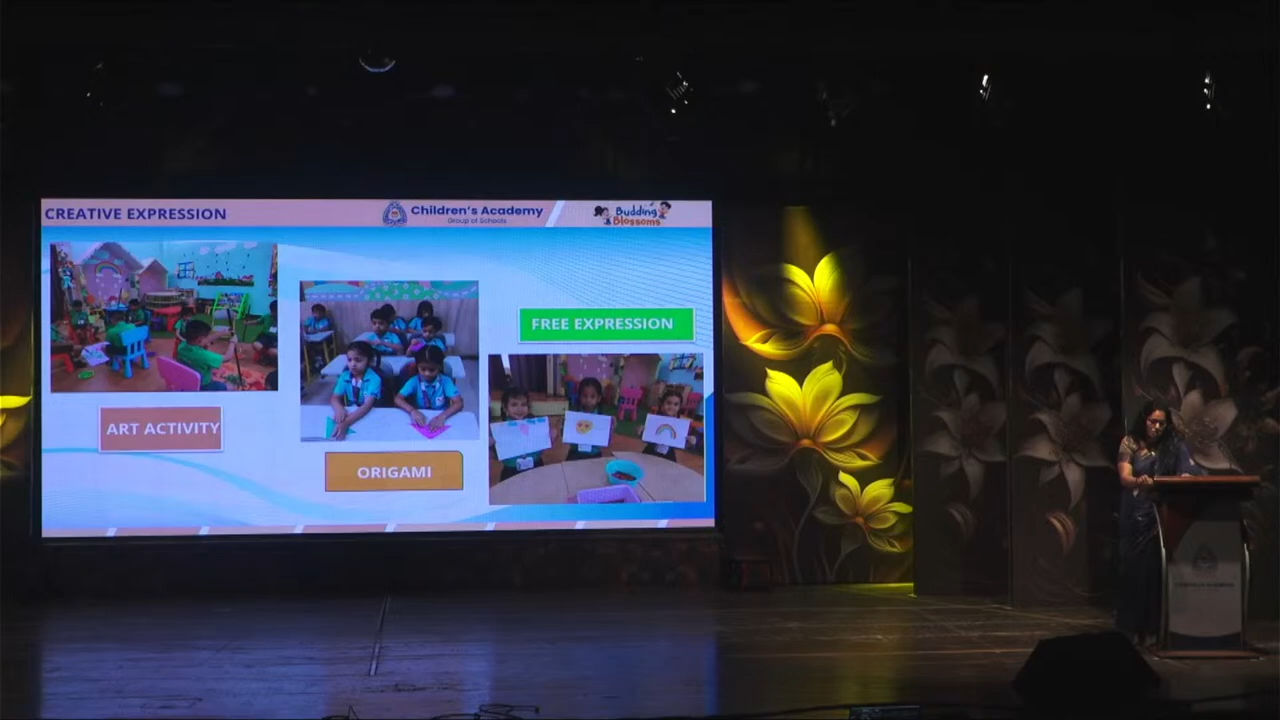 CREATIVE EXPRESSION
Children's Academy
Group of Schools
Budding
Blossoms
FREE EXPRESSION
ART ACTIVITY
ORIGAMI